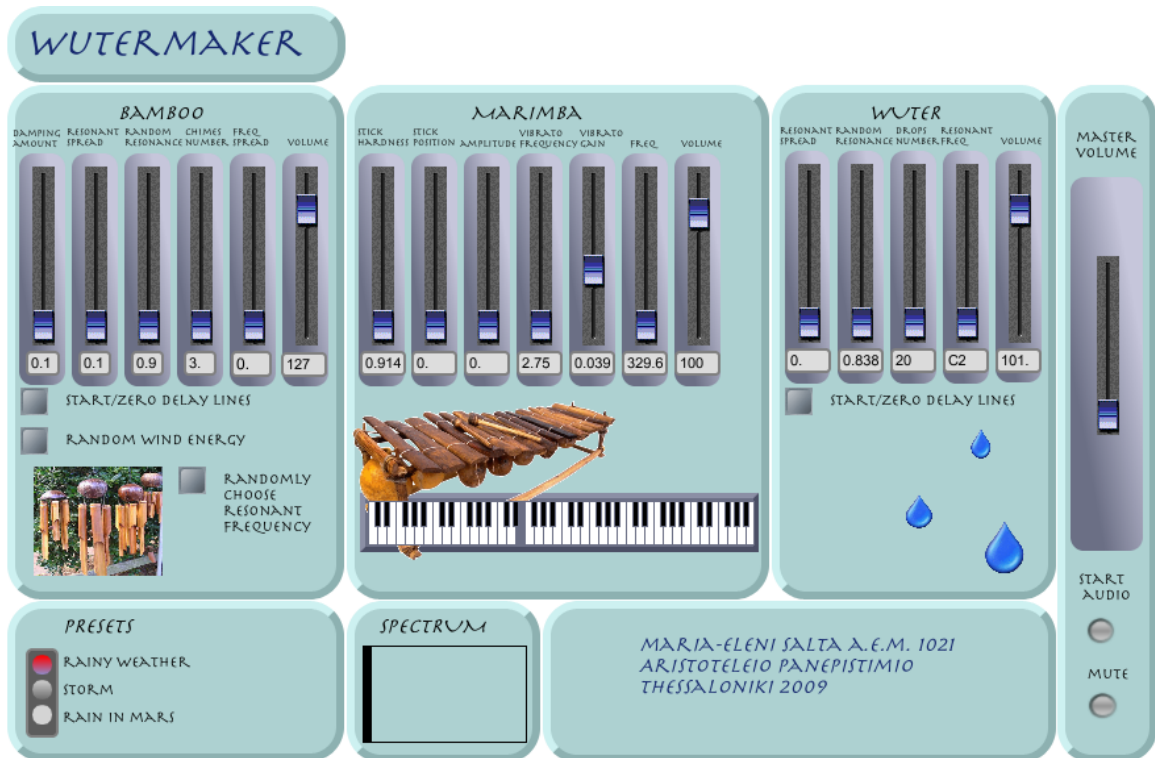 WUTERMAKER
BAMBOO
DAMPING AMOUNT
RESONANT SPREAD
RANDOM RESONANCE
CHIMES NUMBER
FREQ SPREAD
VOLUME
0.1
0.1
0.9
3.
0.
127
START/ZERO DELAY LINES
RANDOM WIND ENERGY
RANDOMLY
CHOOSE
RESONANT
FREQUENCY
MARIMBA
STICK HARDNESS
STICK POSITION
AMPLITUDE
VIBRATO FREQUENCY
VIBRATO GAIN
FREQ
VOLUME
0.914
0.
0.
2.75
0.039
329.6
100
WUTER
RESONANT SPREAD
RANDOM RESONANCE
DROPS NUMBER
RESONANT FREQ
VOLUME
0.
0.838
20
C2
101.
START/ZERO DELAY LINES
MASTER
VOLUME
START
AUDIO
MUTE
PRESETS
RAINY WEATHER
STORM
RAIN IN MARS
SPECTRUM
MARIA-ELENI SALTA A.E.M. 1021
ARISTOTELEIO PANEPISTIMIO
THESSALONIKI 2009